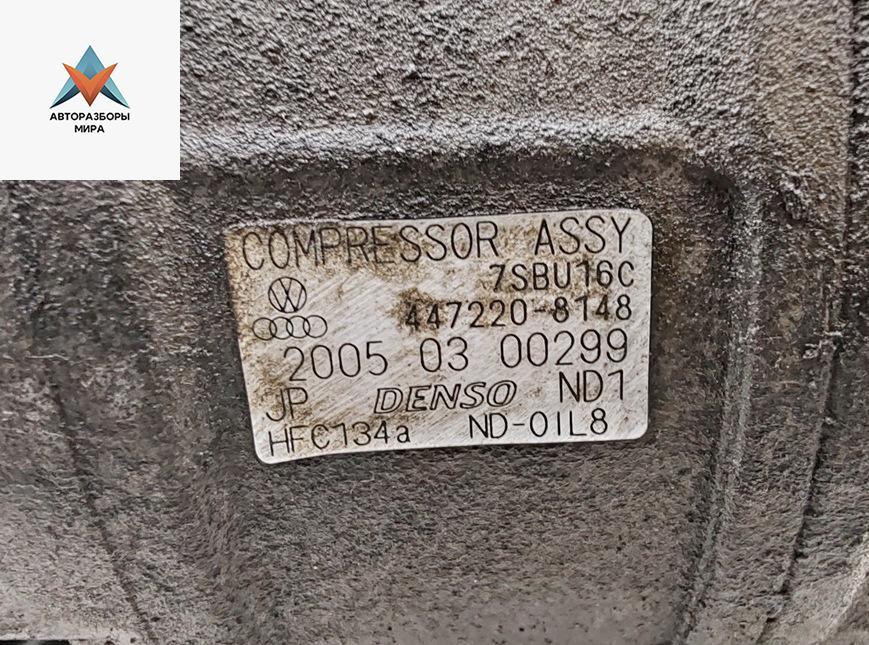 АВТОРАЗБОРЫ
МИРА
COMPRESSOR ASSY
7SBU16C
447220-8148
2005 03 00299
JP DENSO ND1
HFC134a ND-OIL8